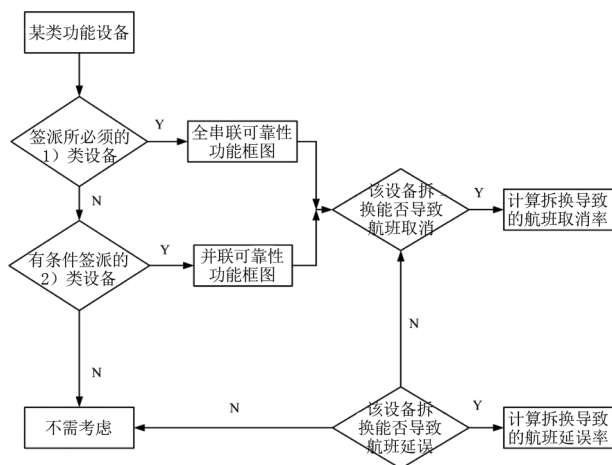 某类功能设备
签派所必须的
1）类设备
Y
全串联可靠性
功能框图
该设备拆
换能否导致
航班取消
Y
计算拆换导致
的航班取消率
N
有条件签派的
2）类设备
Y
并联可靠性
功能框图
N
N
不需考虑
N
该设备拆
换能否导致
航班延误
Y
计算拆换导致
的航班延误率